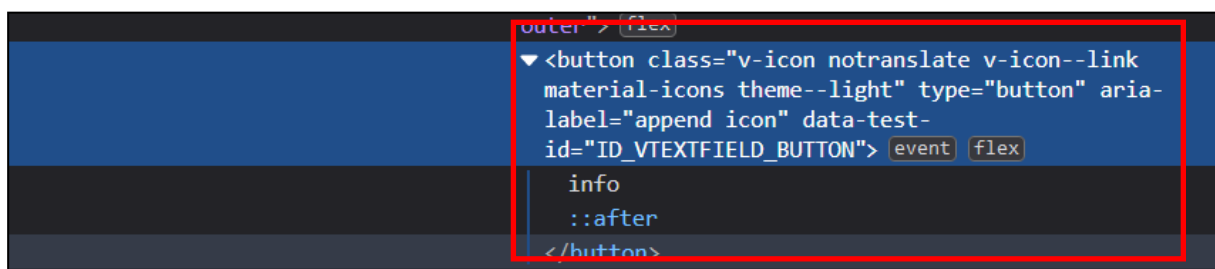 outer"> flex
<button class="v-icon notranslate v-icon--link
material-icons theme--light" type="button" aria-
label="append icon" data-test-
id="ID_VTEXTFIELD_BUTTON"> event flex
info
::after
</button>